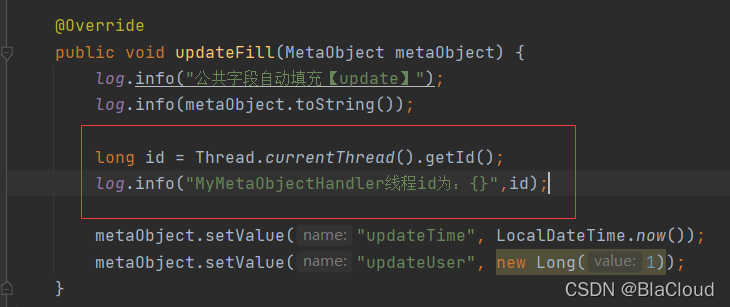 @Override
public void updateFill(MetaObject metaObject) {
log.info("公共字段自动填充【update】");
log.info(metaObject.toString());
long id = Thread.currentThread().getId();
log.info("MyMetaObjectHandler线程id为：{}",id);
metaObject.setValue( name: "updateTime", LocalDateTime.now());
metaObject.setValue( name: "updateUser", new Long( value: 1));
}
CSDN @BlaCloud